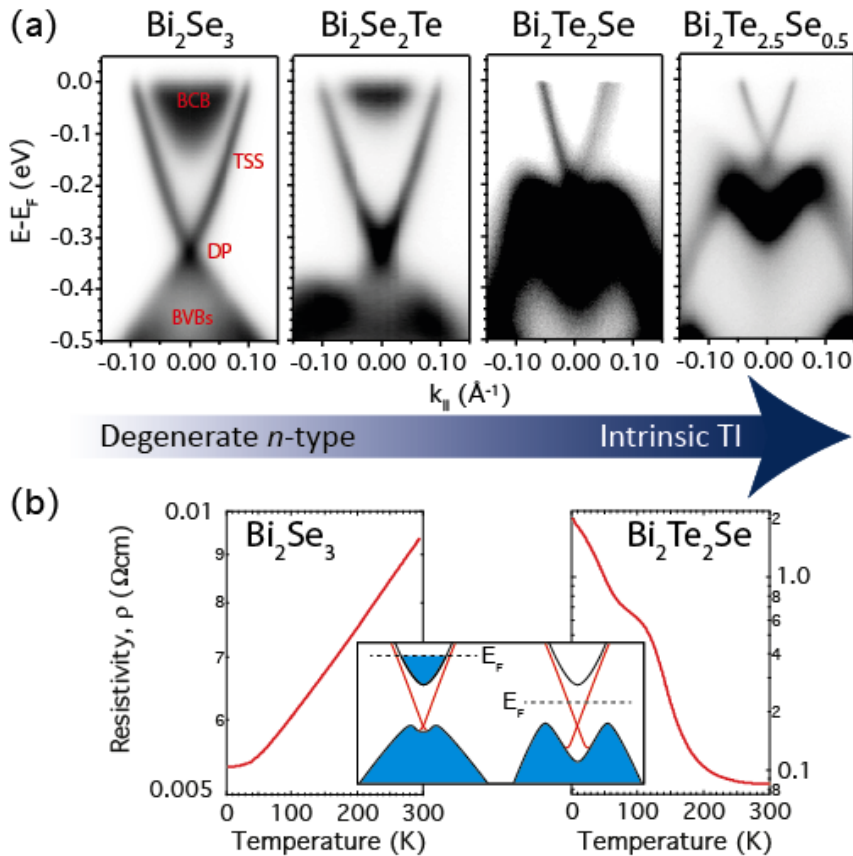 (a)
Bi₂Se₃
Bi₂Se₂Te
Bi₂Te₂Se
Bi₂Te₂.₅Se₀.₅
E-E_F (eV)
0.0
-0.1
-0.2
-0.3
-0.4
-0.5
BCB
TSS
DP
BVBs
-0.10 0.00 0.10
-0.10 0.00 0.10
-0.10 0.00 0.10
-0.10 0.00 0.10
k_|| (Å⁻¹)
Degenerate n-type
Intrinsic TI
(b)
Resistivity, ρ (Ωcm)
0.01
9
8
7
6
0.005
Bi₂Se₃
0 100 200 300
Temperature (K)
E_F
E_F
Bi₂Te₂Se
2
1.0
8
6
4
2
0.1
8
0 100 200 300
Temperature (K)